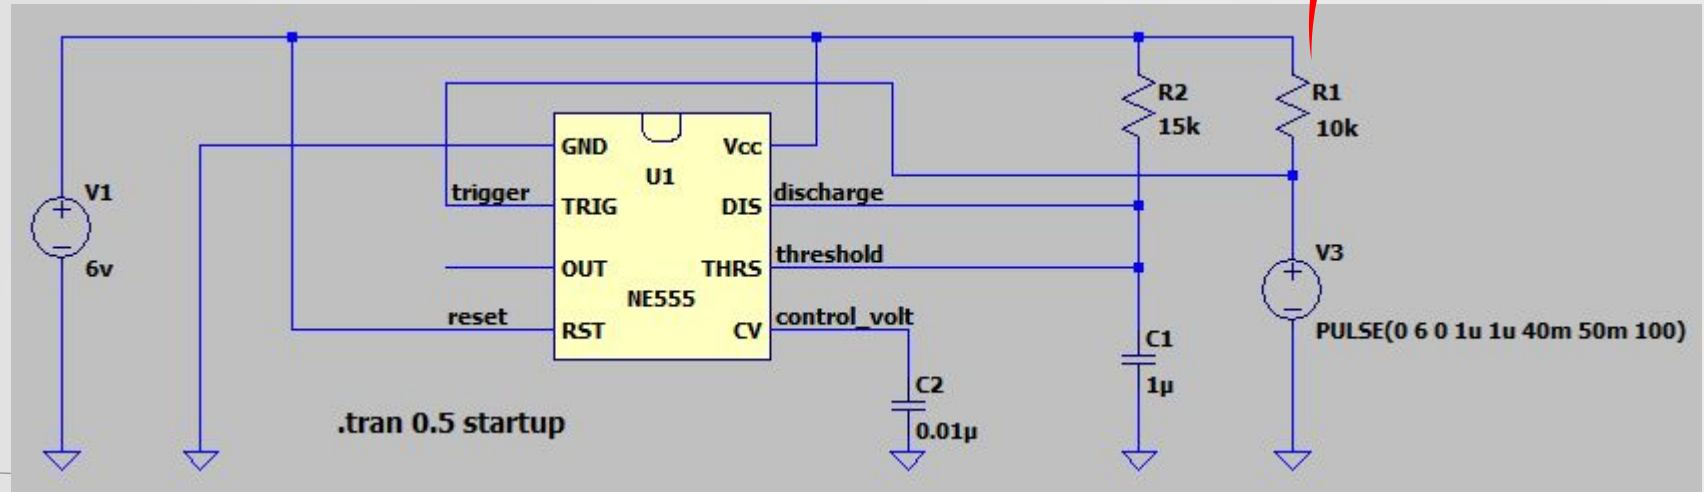 R2
15k
R1
10k
GND
Vcc
U1
V1
6v
trigger
TRIG
DIS
discharge
OUT
THRS
threshold
NE555
reset
RST
CV
control_volt
V3
PULSE(0 6 0 1u 1u 40m 50m 100)
C1
1µ
C2
0.01µ
.tran 0.5 startup